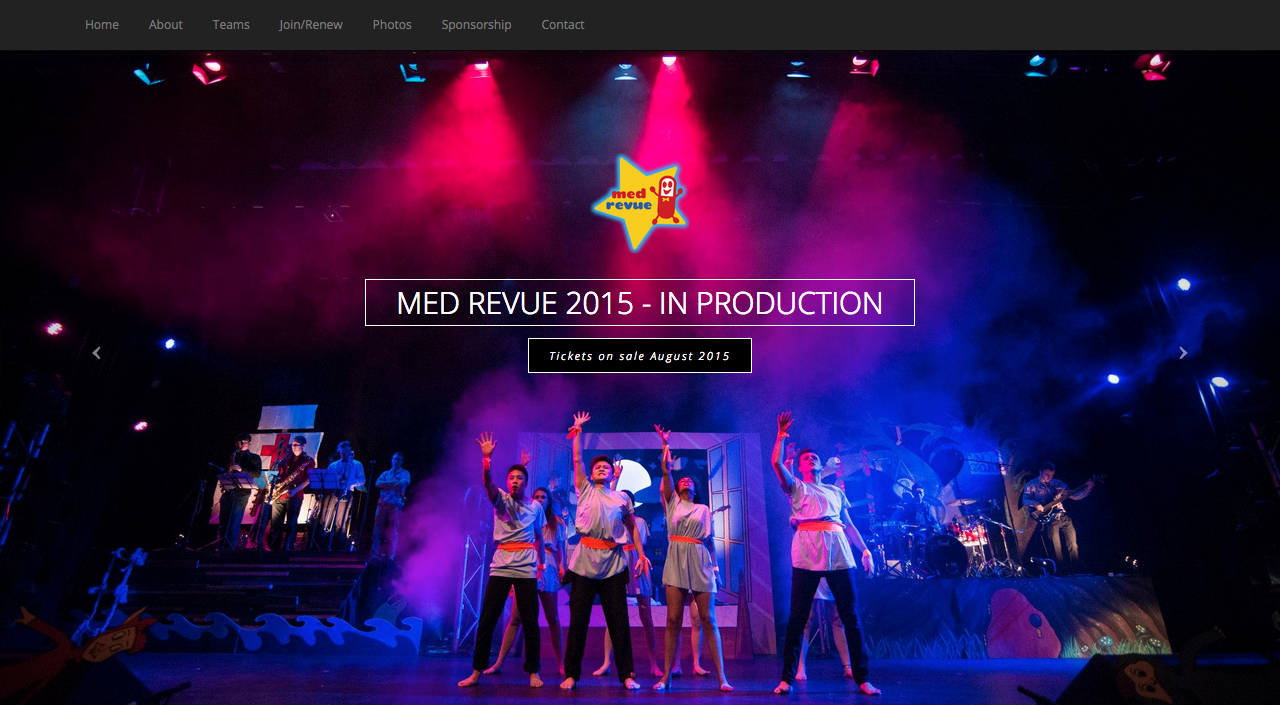 Home About Teams Join/Renew Photos Sponsorship Contact
med
revue
MED REVUE 2015 - IN PRODUCTION
Tickets on sale August 2015